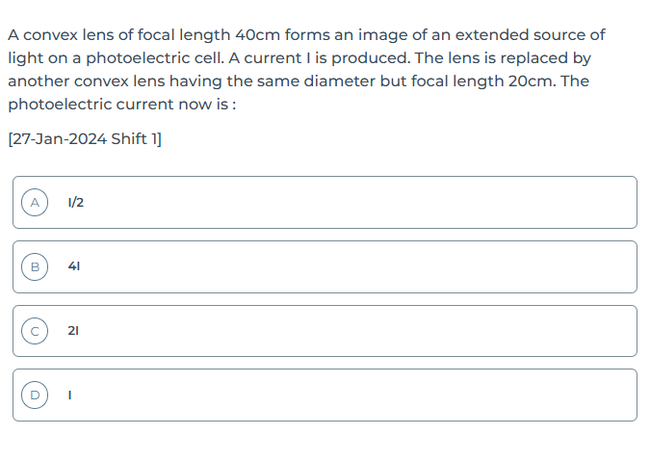 A convex lens of focal length 40cm forms an image of an extended source of
light on a photoelectric cell. A current I is produced. The lens is replaced by
another convex lens having the same diameter but focal length 20cm. The
photoelectric current now is :
[27-Jan-2024 Shift 1]
A I/2
B 4I
C 2I
D I